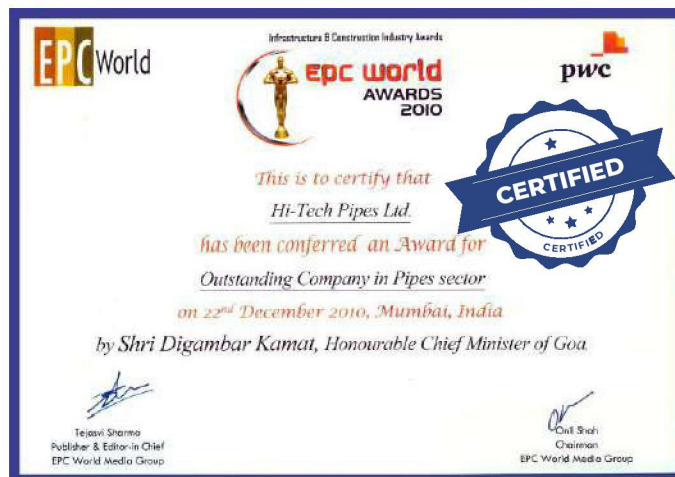 EPC World
Infrastructure & Construction Industry Awards
epc world
AWARDS
2010
pwc
This is to certify that
Hi-Tech Pipes Ltd.
has been conferred an Award for
Outstanding Company in Pipes sector
on 22nd December 2010, Mumbai, India
by Shri Digambar Kamat, Honourable Chief Minister of Goa
CERTIFIED
CERTIFIED
Tejasvi Sharma
Publisher & Editor-in Chief
EPC World Media Group
Anil Shah
Chairman
EPC World Media Group